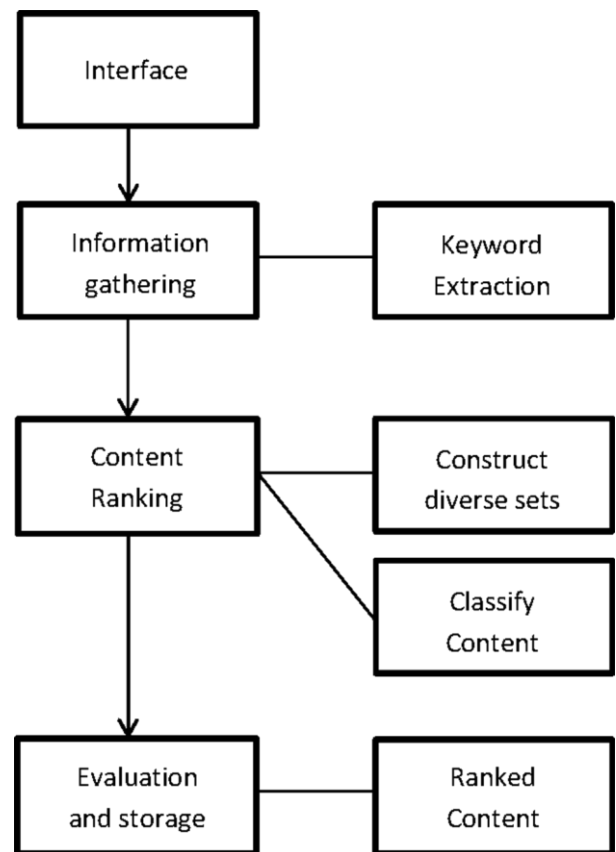 Interface
Information
gathering
Keyword
Extraction
Content
Ranking
Construct
diverse sets
Classify
Content
Evaluation
and storage
Ranked
Content